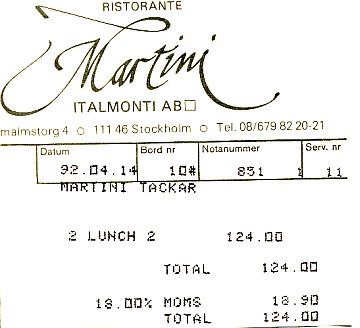 RISTORANTE
Martini
ITALMONTI AB
malmstorg 4 ○ 111 46 Stockholm ○ Tel. 08/679 82 20-21
Datum Bord nr Notanummer Serv. nr
92.04.14 10# 851 1 11
MARTINI TACKAR
2 LUNCH 2 124.00
TOTAL 124.00
18.00% MOMS 18.90
TOTAL 124.00